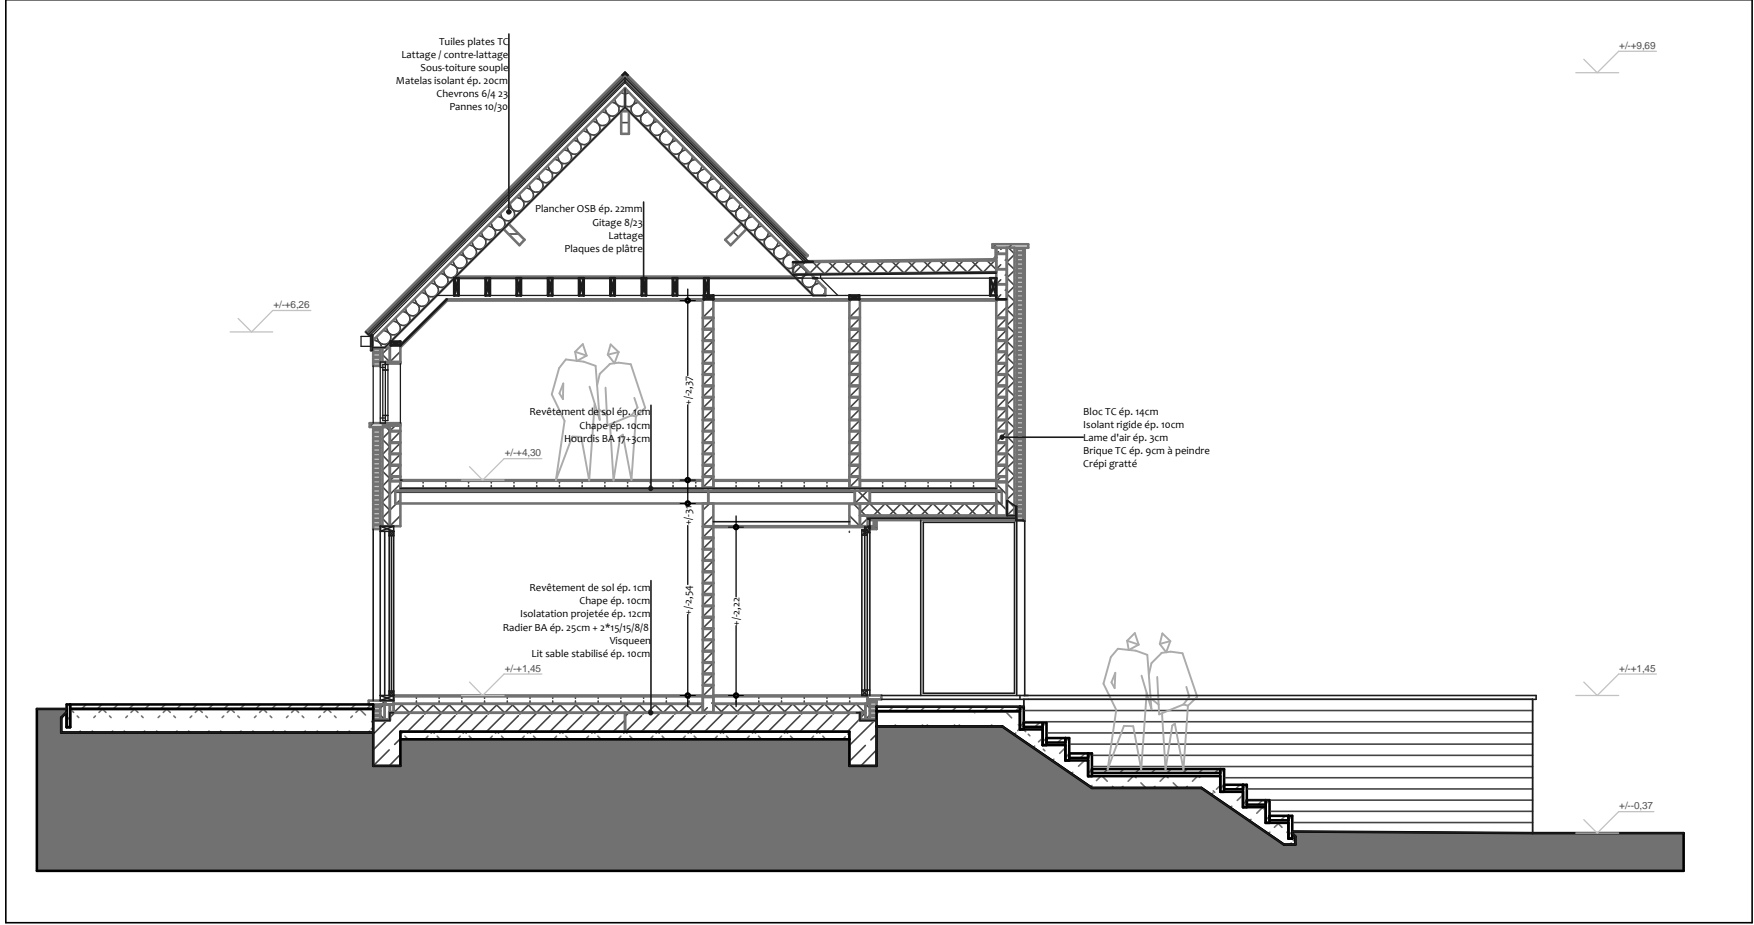 Tuiles plates TC
Lattage / contre-lattage
Sous-toiture souple
Matelas isolant ép. 20cm
Chevrons 6/4 23
Pannes 10/30
+/-+9,69
Plancher OSB ép. 22mm
Gitage 8/23
Lattage
Plaques de plâtre
+/-+6,26
+/-2,37
Revêtement de sol ép. 1cm
Chape ép. 10cm
Hourdis BA 17+3cm
Bloc TC ép. 14cm
Isolant rigide ép. 10cm
Lame d'air ép. 3cm
Brique TC ép. 9cm à peindre
Crépi gratté
+/-+4,30
+/-2,54
+/-2,22
Revêtement de sol ép. 1cm
Chape ép. 10cm
Isolatation projetée ép. 12cm
Radier BA ép. 25cm + 2*15/15/8/8
Visqueen
Lit sable stabilisé ép. 10cm
+/-+1,45
+/-+1,45
+/--0,37